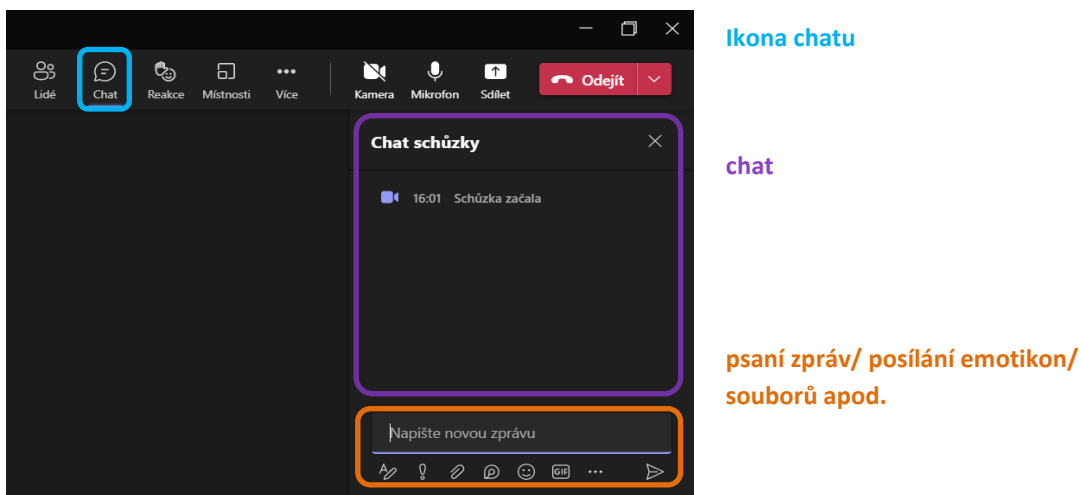 Ikona chatu
Lidé Chat Reakce Místnosti Více Kamera Mikrofon Sdílet Odejít
Chat schůzky
chat
16:01 Schůzka začala
psaní zpráv/ posílání emotikon/
souborů apod.
Napište novou zprávu
GIF